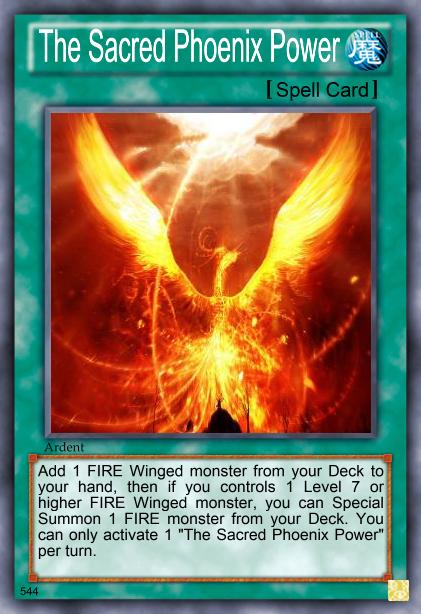 The Sacred Phoenix Power
SPELL
魔
[Spell Card]
Ardent
Add 1 FIRE Winged monster from your Deck to
your hand, then if you controls 1 Level 7 or
higher FIRE Winged monster, you can Special
Summon 1 FIRE monster from your Deck. You
can only activate 1 "The Sacred Phoenix Power"
per turn.
544